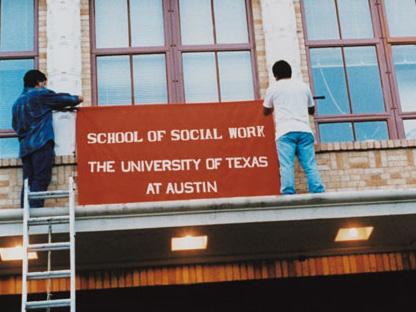 SCHOOL OF SOCIAL WORK
THE UNIVERSITY OF TEXAS
AT AUSTIN